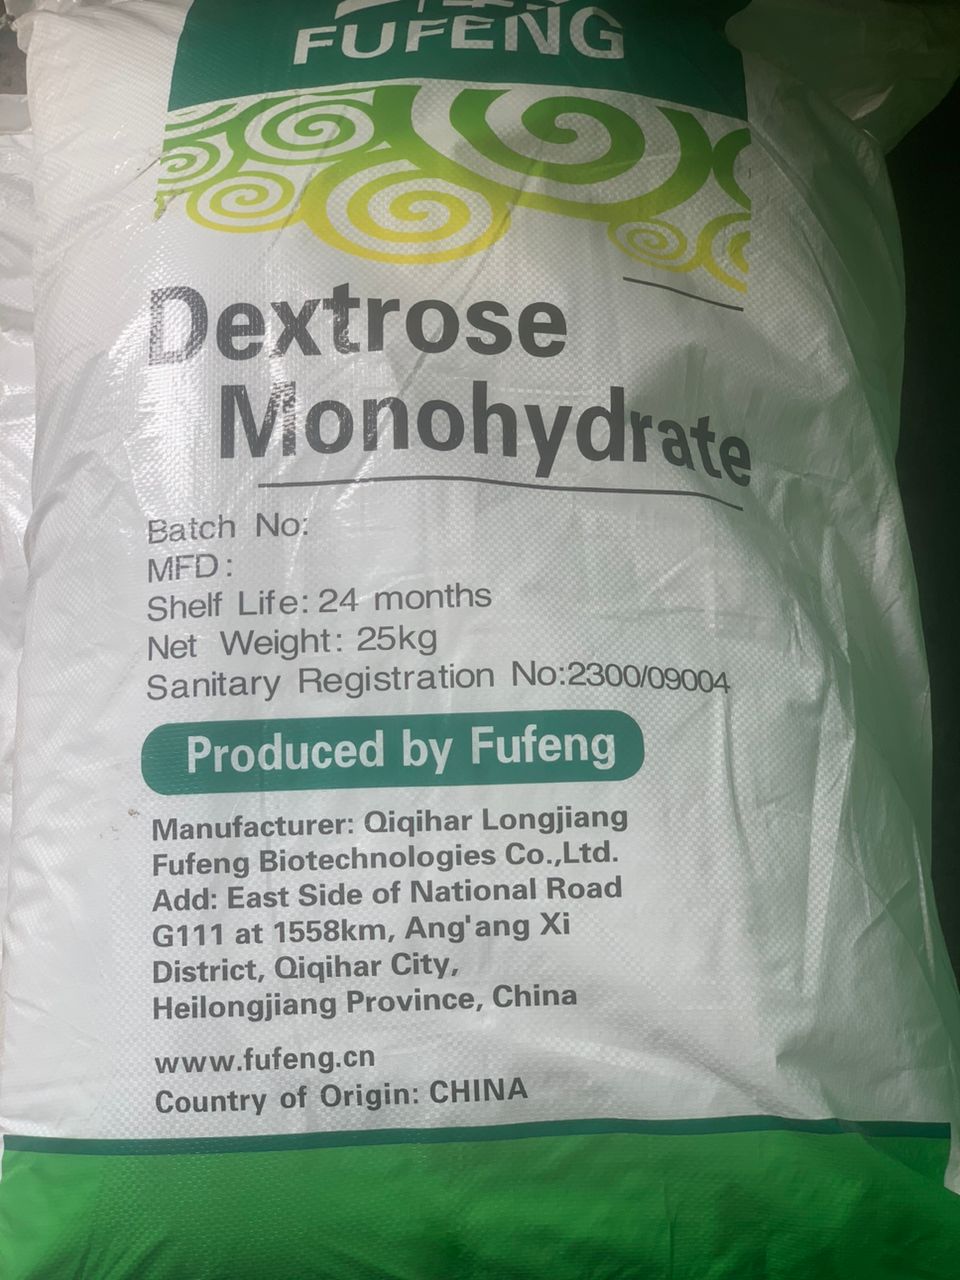 FUFENG
Dextrose
Monohydrate
Batch No:
MFD:
Shelf Life: 24 months
Net Weight: 25kg
Sanitary Registration No:2300/09004
Produced by Fufeng
Manufacturer: Qiqihar Longjiang
Fufeng Biotechnologies Co.,Ltd.
Add: East Side of National Road
G111 at 1558km, Ang'ang Xi
District, Qiqihar City,
Heilongjiang Province, China
www.fufeng.cn
Country of Origin: CHINA